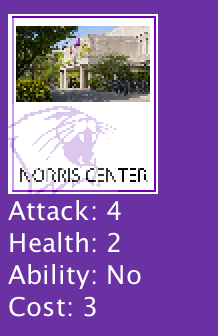 NORRIS CENTER
Attack: 4
Health: 2
Ability: No
Cost: 3